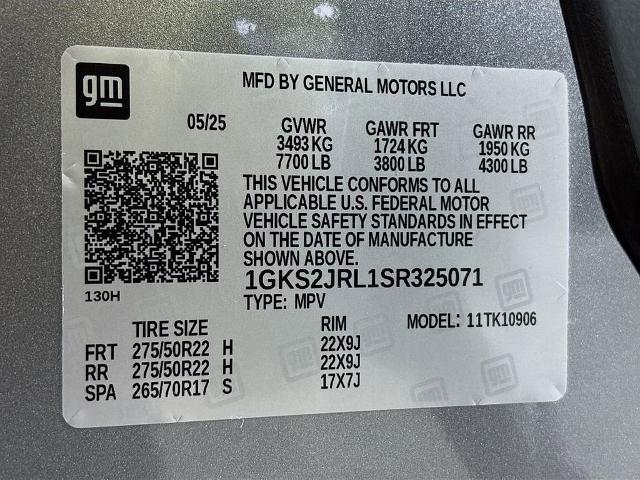 gm
MFD BY GENERAL MOTORS LLC
05/25 GVWR GAWR FRT GAWR RR
3493 KG 1724 KG 1950 KG
7700 LB 3800 LB 4300 LB
THIS VEHICLE CONFORMS TO ALL
APPLICABLE U.S. FEDERAL MOTOR
VEHICLE SAFETY STANDARDS IN EFFECT
ON THE DATE OF MANUFACTURE
SHOWN ABOVE.
1GKS2JRL1SR325071
130H
TYPE: MPV
TIRE SIZE RIM MODEL: 11TK10906
FRT 275/50R22 H 22X9J
RR 275/50R22 H 22X9J
SPA 265/70R17 S 17X7J